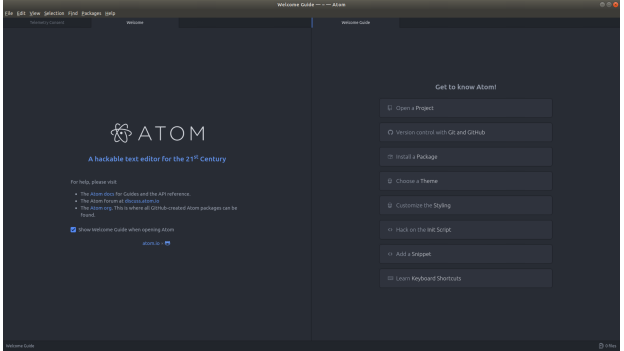 Welcome Guide — ~ — Atom
File Edit View Selection Find Packages Help
Telemetry Consent
Welcome
Welcome Guide
ATOM
A hackable text editor for the 21st Century
For help, please visit
• The Atom docs for Guides and the API reference.
• The Atom forum at discuss.atom.io
• The Atom org. This is where all GitHub-created Atom packages can be
found.
Show Welcome Guide when opening Atom
atom.io ×
Get to know Atom!
Open a Project
Version control with Git and GitHub
Install a Package
Choose a Theme
Customize the Styling
Hack on the Init Script
Add a Snippet
Learn Keyboard Shortcuts
Welcome Guide
0 files